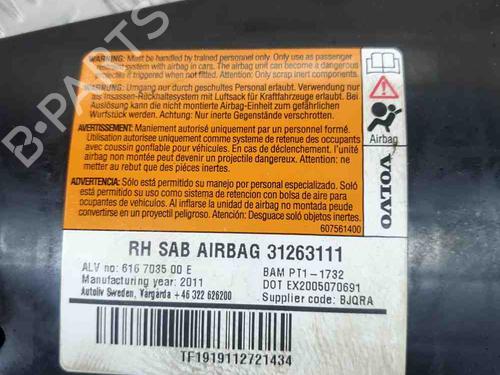 WARNING: Must be handled by trained personnel only. Only use as passenger
restraint system with airbag in cars. The airbag unit can become a dangerous
projectile if triggered when not fitted. Attention: Only scrap inert components.
WARNUNG: Umgang nur durch geschultes Personal erlaubt. Verwendung nur als
Insassen-Rückhaltesystem mit Luftsack für Kraftfahrzeuge erlaubt. Bei
Auslösung kann die nicht montierte Airbag-Einheit zum gefährlichen
Wurfstück werden. Achtung: Nur inerte Gegenstände verschrotten.
AVERTISSEMENT: Maniement autorisé uniquement par un personnel formé.
Utilisation autorisée uniquement comme systeme de retenue des occupants
avec coussin gonflable pour véhicules. En cas de déclenchement, l'unité
airbag non montée peut devenir un projectile dangereux. Attention: ne mettre
au rebut que des piéces inertes.
ADVERTENCIA: Sólo está permitido su manejo por personal especializado. Sólo
está permitido su uso como sistema de retencion con bolsa de aire para
ocupantes de vehículos. Al inflarse la unidad de airbag no montada puede
convertirse en un proyectil peligroso. Atención: Desguace solo objetos inertes.
607561400
Airbag
VOLVO
B-PARTS
RH SAB AIRBAG 31263111
ALV no: 616 7035 00 E
BAM PT1-1732
Manufacturing year: 2011
DOT EX2005070691
Autoliv Sweden, Vårgårda +46 322 626200
Supplier code: BJQRA
TF1919112721434